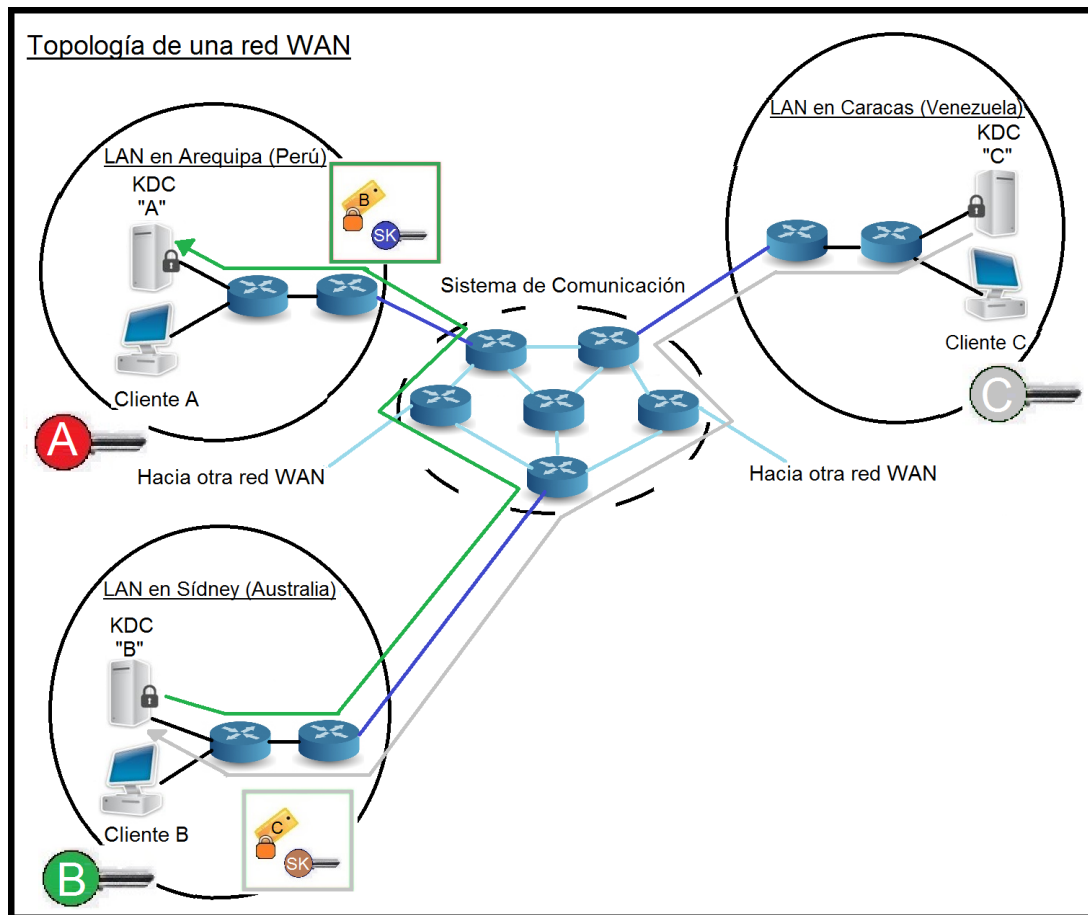 Topología de una red WAN
LAN en Arequipa (Perú)
KDC
"A"
B
SK
Cliente A
A
LAN en Caracas (Venezuela)
KDC
"C"
Cliente C
C
Sistema de Comunicación
Hacia otra red WAN
Hacia otra red WAN
LAN en Sídney (Australia)
KDC
"B"
Cliente B
B
C
SK